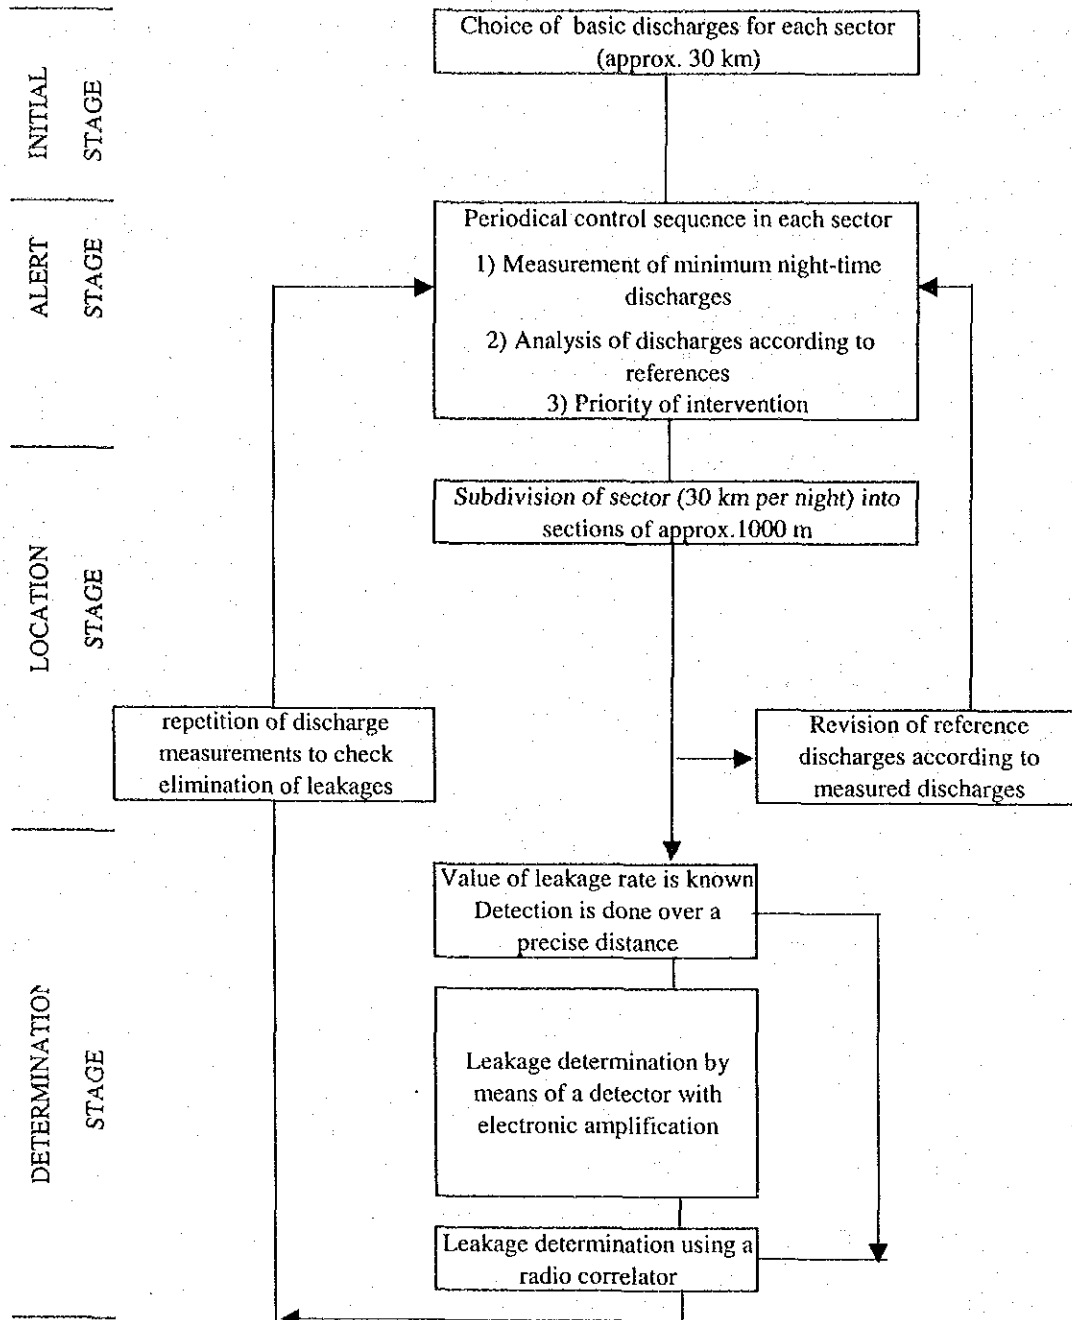 INITIAL
STAGE
Choice of basic discharges for each sector
(approx. 30 km)
ALERT
STAGE
Periodical control sequence in each sector
1) Measurement of minimum night-time
discharges
2) Analysis of discharges according to
references
3) Priority of intervention
LOCATION
STAGE
Subdivision of sector (30 km per night) into
sections of approx.1000 m
repetition of discharge
measurements to check
elimination of leakages
Revision of reference
discharges according to
measured discharges
DETERMINATION
STAGE
Value of leakage rate is known
Detection is done over a
precise distance
Leakage determination by
means of a detector with
electronic amplification
Leakage determination using a
radio correlator